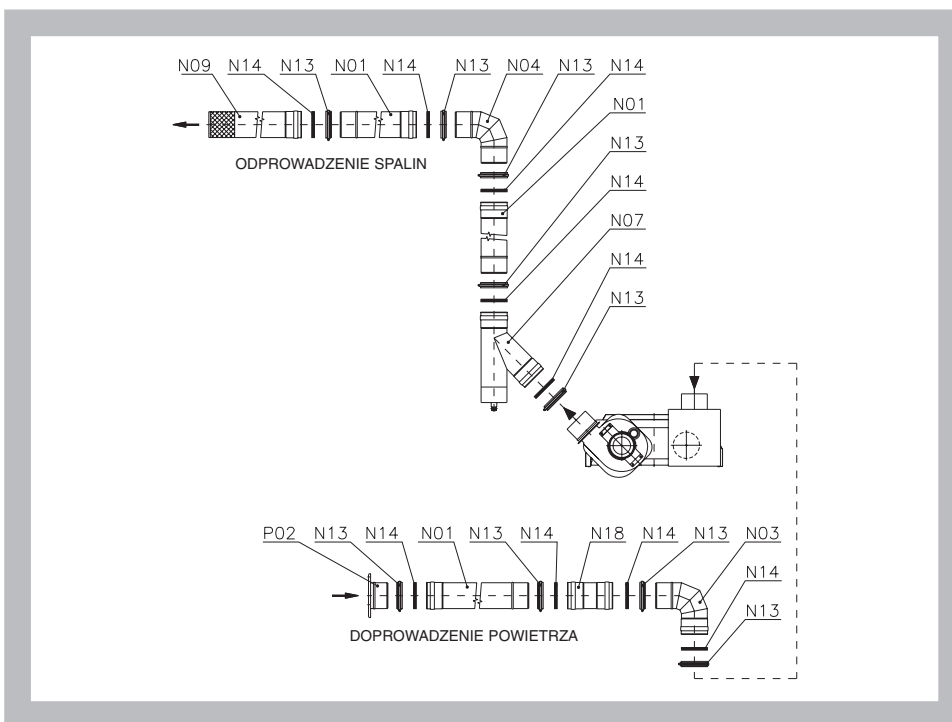 N09 N14 N13 N01 N14 N13 N04 N13 N14
N01
ODPROWADZENIE SPALIN
N13
N14
N07
N14
N13
P02 N13 N14 N01 N13 N14 N18 N14 N13 N03
N14
N13
DOPROWADZENIE POWIETRZA